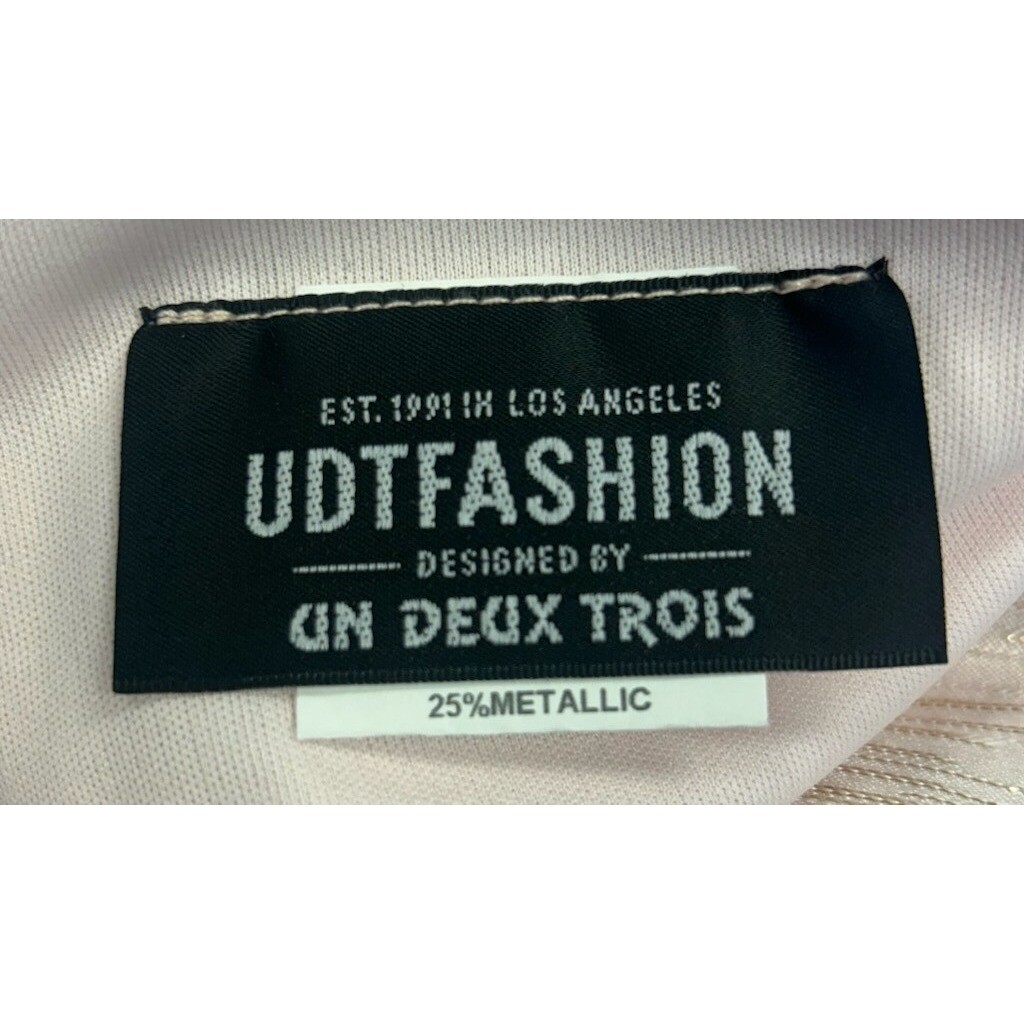 EST. 1991 IN LOS ANGELES
UDTFASHION
DESIGNED BY
UN DEUX TROIS
25%METALLIC